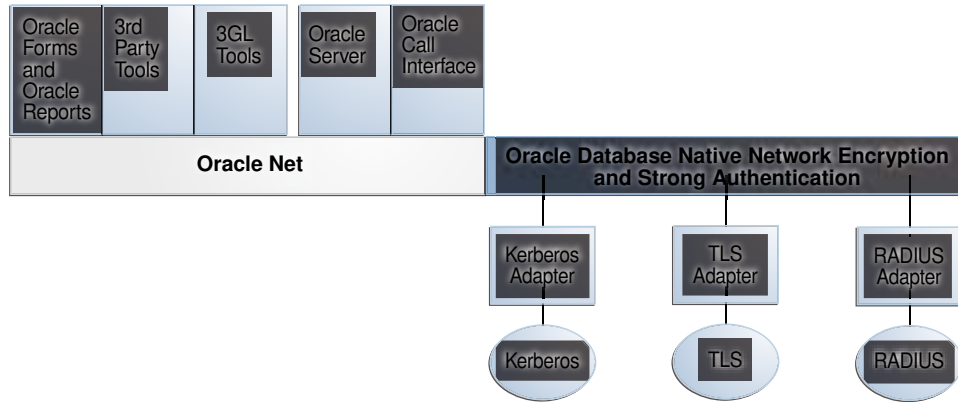 Oracle
Forms
and
Oracle
Reports
3rd
Party
Tools
3GL
Tools
Oracle
Server
Oracle
Call
Interface
Oracle Net
Oracle Database Native Network Encryption
and Strong Authentication
Kerberos
Adapter
TLS
Adapter
RADIUS
Adapter
Kerberos
TLS
RADIUS